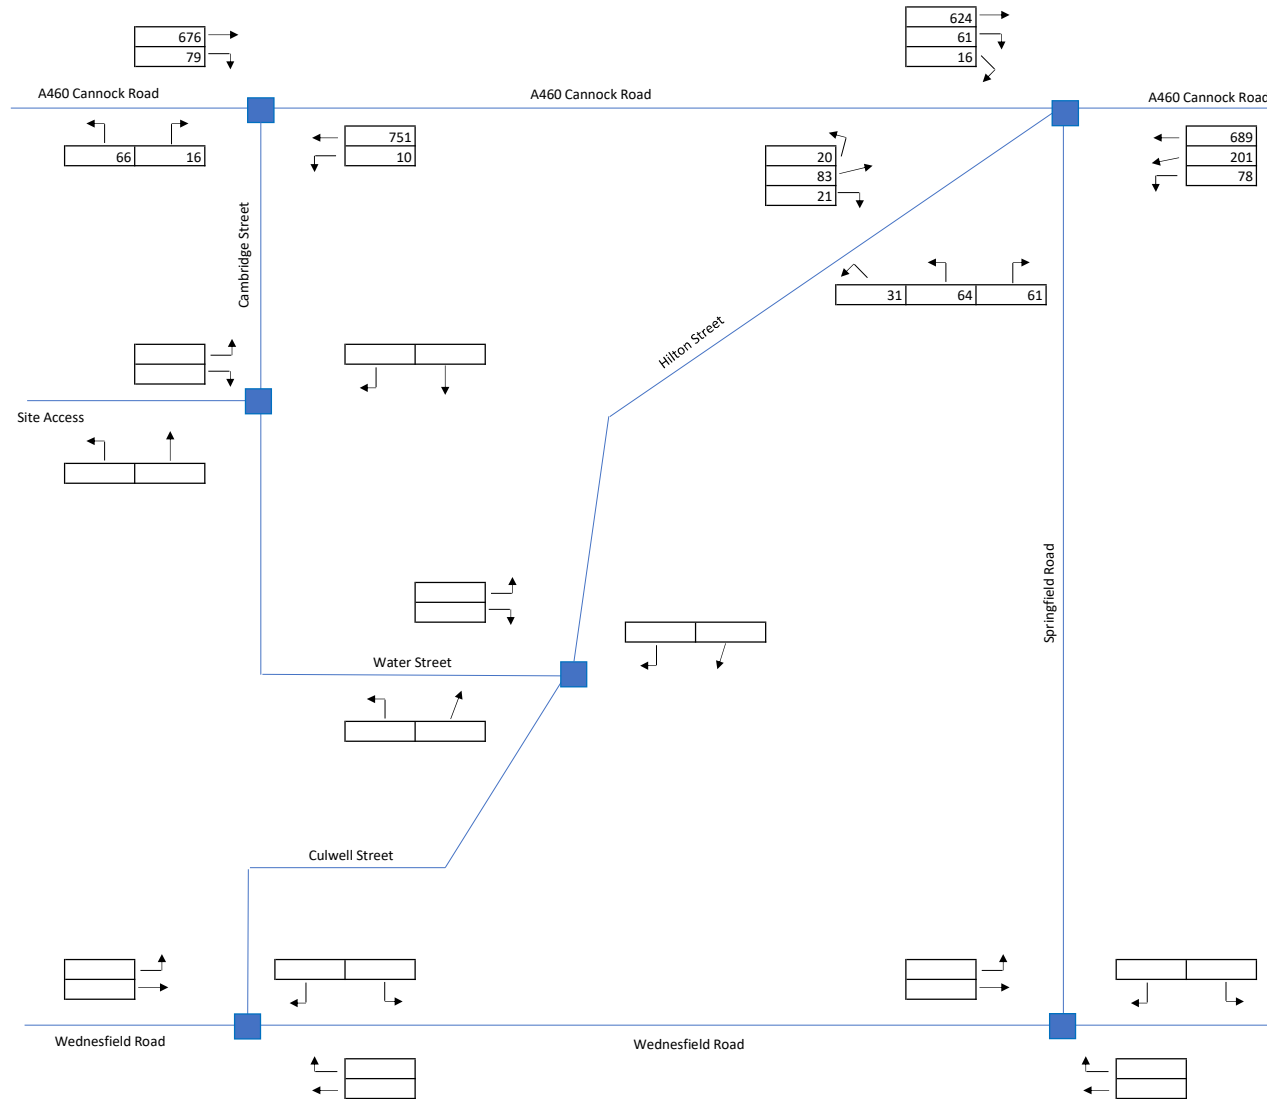 624
676
61
79
16
A460 Cannock Road
A460 Cannock Road
A460 Cannock Road
751
689
66
16
10
20
201
83
78
21
Cambridge Street
31
64
61
Hilton Street
Site Access
Springfield Road
Water Street
Culwell Street
Wednesfield Road
Wednesfield Road